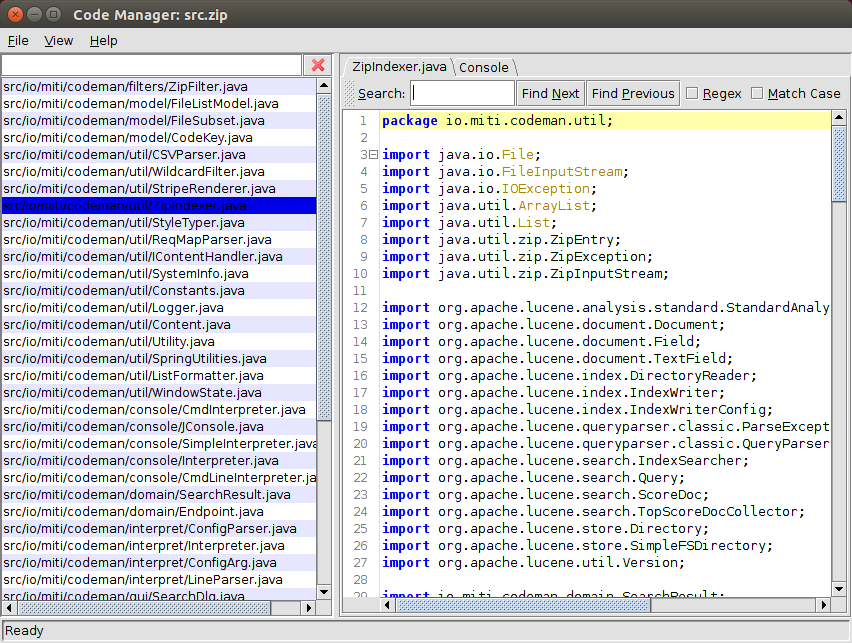 Code Manager: src.zip
File View Help
src/io/miti/codeman/filters/ZipFilter.java
src/io/miti/codeman/model/FileListModel.java
src/io/miti/codeman/model/FileSubset.java
src/io/miti/codeman/model/CodeKey.java
src/io/miti/codeman/util/CSVParser.java
src/io/miti/codeman/util/WildcardFilter.java
src/io/miti/codeman/util/StripeRenderer.java
src/io/miti/codeman/util/ZipIndexer.java
src/io/miti/codeman/util/StyleTyper.java
src/io/miti/codeman/util/ReqMapParser.java
src/io/miti/codeman/util/IContentHandler.java
src/io/miti/codeman/util/SystemInfo.java
src/io/miti/codeman/util/Constants.java
src/io/miti/codeman/util/Logger.java
src/io/miti/codeman/util/Content.java
src/io/miti/codeman/util/Utility.java
src/io/miti/codeman/util/SpringUtilities.java
src/io/miti/codeman/util/ListFormatter.java
src/io/miti/codeman/util/WindowState.java
src/io/miti/codeman/console/CmdInterpreter.java
src/io/miti/codeman/console/JConsole.java
src/io/miti/codeman/console/SimpleInterpreter.java
src/io/miti/codeman/console/Interpreter.java
src/io/miti/codeman/console/CmdLineInterpreter.ja
src/io/miti/codeman/domain/SearchResult.java
src/io/miti/codeman/domain/Endpoint.java
src/io/miti/codeman/interpret/ConfigParser.java
src/io/miti/codeman/interpret/Interpreter.java
src/io/miti/codeman/interpret/ConfigArg.java
src/io/miti/codeman/interpret/LineParser.java
src/io/miti/codeman/gui/SearchDlg.java
ZipIndexer.java Console
Search: Find Next Find Previous Regex Match Case
1 package io.miti.codeman.util;
2
3 import java.io.File;
4 import java.io.FileInputStream;
5 import java.io.IOException;
6 import java.util.ArrayList;
7 import java.util.List;
8 import java.util.zip.ZipEntry;
9 import java.util.zip.ZipException;
10 import java.util.zip.ZipInputStream;
11
12 import org.apache.lucene.analysis.standard.StandardAnaly
13 import org.apache.lucene.document.Document;
14 import org.apache.lucene.document.Field;
15 import org.apache.lucene.document.TextField;
16 import org.apache.lucene.index.DirectoryReader;
17 import org.apache.lucene.index.IndexWriter;
18 import org.apache.lucene.index.IndexWriterConfig;
19 import org.apache.lucene.queryparser.classic.ParseExcept
20 import org.apache.lucene.queryparser.classic.QueryParser
21 import org.apache.lucene.search.IndexSearcher;
22 import org.apache.lucene.search.Query;
23 import org.apache.lucene.search.ScoreDoc;
24 import org.apache.lucene.search.TopScoreDocCollector;
25 import org.apache.lucene.store.Directory;
26 import org.apache.lucene.store.SimpleFSDirectory;
27 import org.apache.lucene.util.Version;
28
29 import io.miti.codeman.domain.SearchResult;
Ready